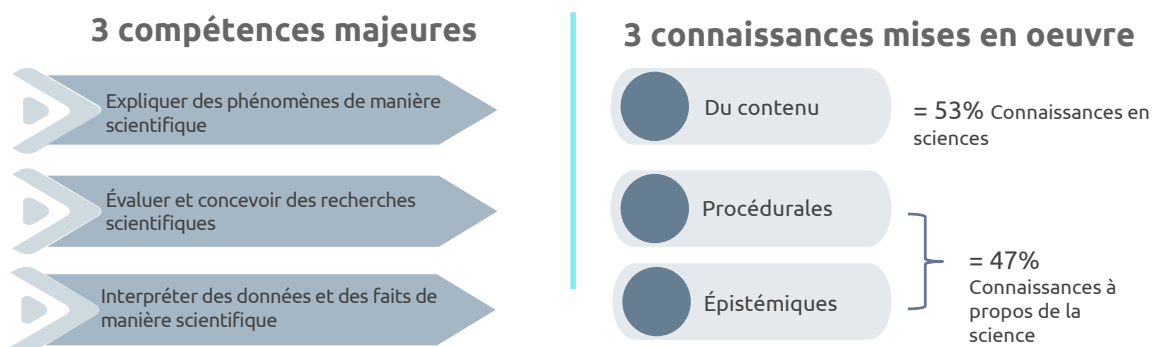 3 compétences majeures
Expliquer des phénomènes de manière
scientifique
Évaluer et concevoir des recherches
scientifiques
Interpréter des données et des faits de
manière scientifique
3 connaissances mises en oeuvre
Du contenu
= 53% Connaissances en
sciences
Procédurales
Épistémiques
= 47%
Connaissances à
propos de la
science